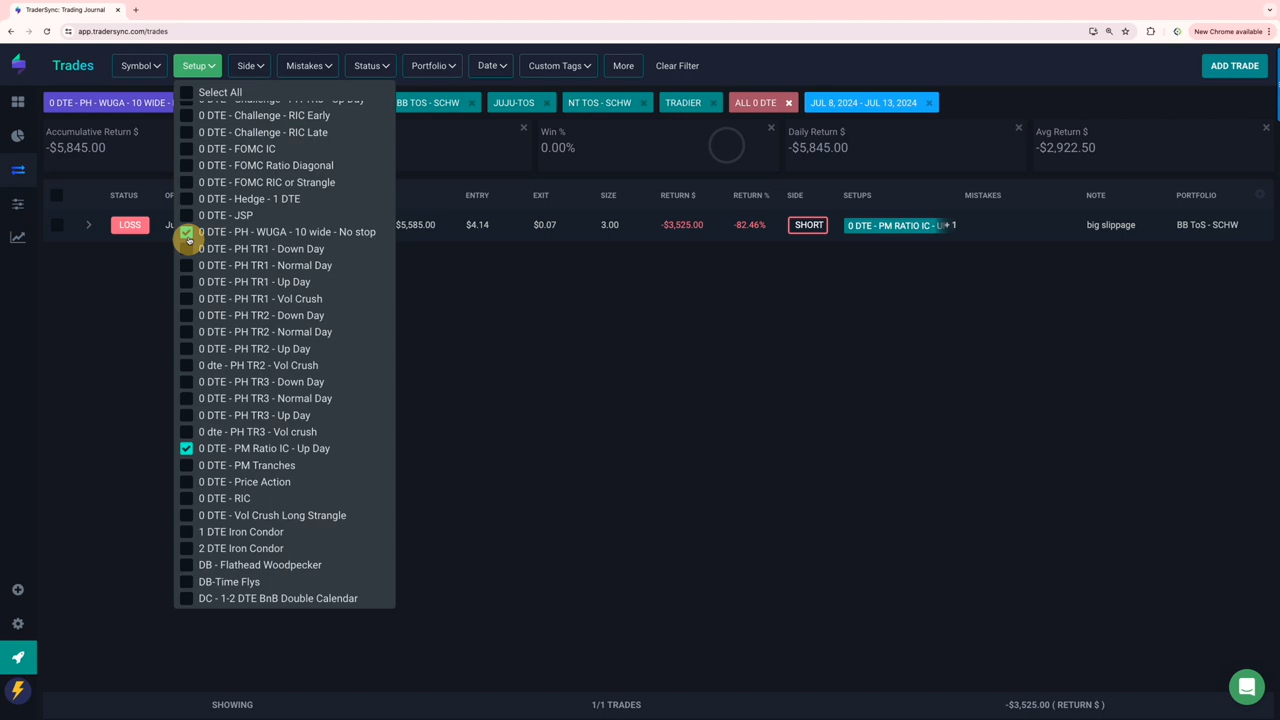 TraderSync: Trading Journal
app.tradersync.com/trades
New Chrome available
Trades
Symbol
Setup
Side
Mistakes
Status
Portfolio
Date
Custom Tags
More
Clear Filter
ADD TRADE
0 DTE - PH - WUGA - 10 WIDE -
BB TOS - SCHW
JUJU-TOS
NT TOS - SCHW
TRADIER
ALL 0 DTE
JUL 8, 2024 - JUL 13, 2024
Accumulative Return $
-$5,845.00
Win %
0.00%
Daily Return $
-$5,845.00
Avg Return $
-$2,922.50
STATUS
ENTRY
EXIT
SIZE
RETURN $
RETURN %
SIDE
SETUPS
MISTAKES
NOTE
PORTFOLIO
LOSS
$5,585.00
$4.14
$0.07
3.00
-$3,525.00
-82.46%
SHORT
0 DTE - PM RATIO IC -
+ 1
big slippage
BB ToS - SCHW
Select All
0 DTE - Challenge - RIC Early
0 DTE - Challenge - RIC Late
0 DTE - FOMC IC
0 DTE - FOMC Ratio Diagonal
0 DTE - FOMC RIC or Strangle
0 DTE - Hedge - 1 DTE
0 DTE - JSP
0 DTE - PH - WUGA - 10 wide - No stop
0 DTE - PH TR1 - Down Day
0 DTE - PH TR1 - Normal Day
0 DTE - PH TR1 - Up Day
0 DTE - PH TR1 - Vol Crush
0 DTE - PH TR2 - Down Day
0 DTE - PH TR2 - Normal Day
0 DTE - PH TR2 - Up Day
0 dte - PH TR2 - Vol Crush
0 DTE - PH TR3 - Down Day
0 DTE - PH TR3 - Normal Day
0 DTE - PH TR3 - Up Day
0 dte - PH TR3 - Vol crush
0 DTE - PM Ratio IC - Up Day
0 DTE - PM Tranches
0 DTE - Price Action
0 DTE - RIC
0 DTE - Vol Crush Long Strangle
1 DTE Iron Condor
2 DTE Iron Condor
DB - Flathead Woodpecker
DB-Time Flys
DC - 1-2 DTE BnB Double Calendar
SHOWING
1/1 TRADES
-$3,525.00 ( RETURN $ )